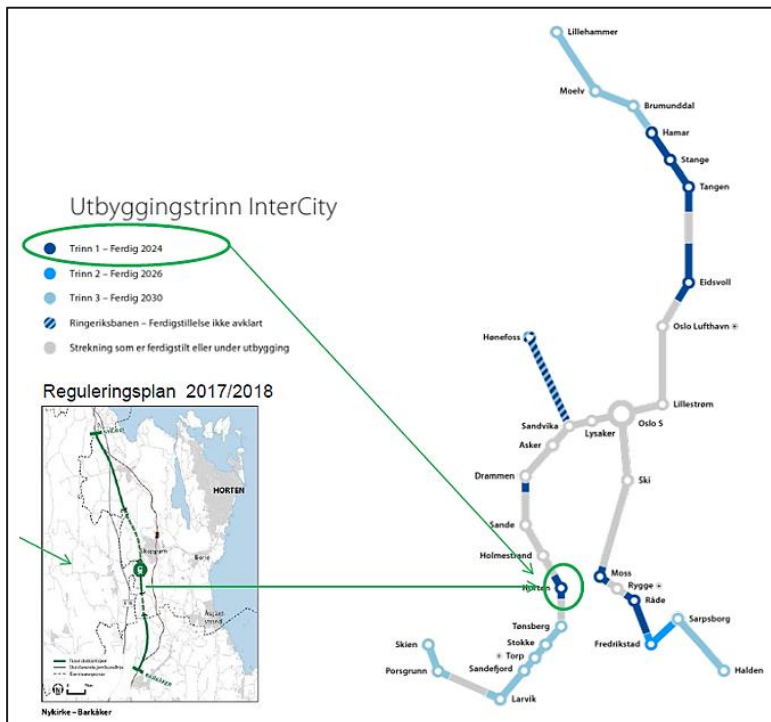 Utbyggingstrinn InterCity
Trinn 1 – Ferdig 2024
Trinn 2 – Ferdig 2026
Trinn 3 – Ferdig 2030
Ringeriksbanen – Ferdigstillelse ikke avklart
Strekning som er ferdigstilt eller under utbygging
Reguleringsplan 2017/2018
HORTEN
Skoppum
Borre
Nykirke – Barkåker
Lillehammer
Moelv
Brumunddal
Hamar
Stange
Tangen
Eidsvoll
Oslo Lufthavn
Hønefoss
Lillestrøm
Sandvika
Oslo S
Lysaker
Asker
Drammen
Ski
Sande
Holmestrand
Moss
Horten
Rygge
Råde
Sarpsborg
Tønsberg
Fredrikstad
Stokke
Skien
Torp
Porsgrunn
Sandefjord
Halden
Larvik